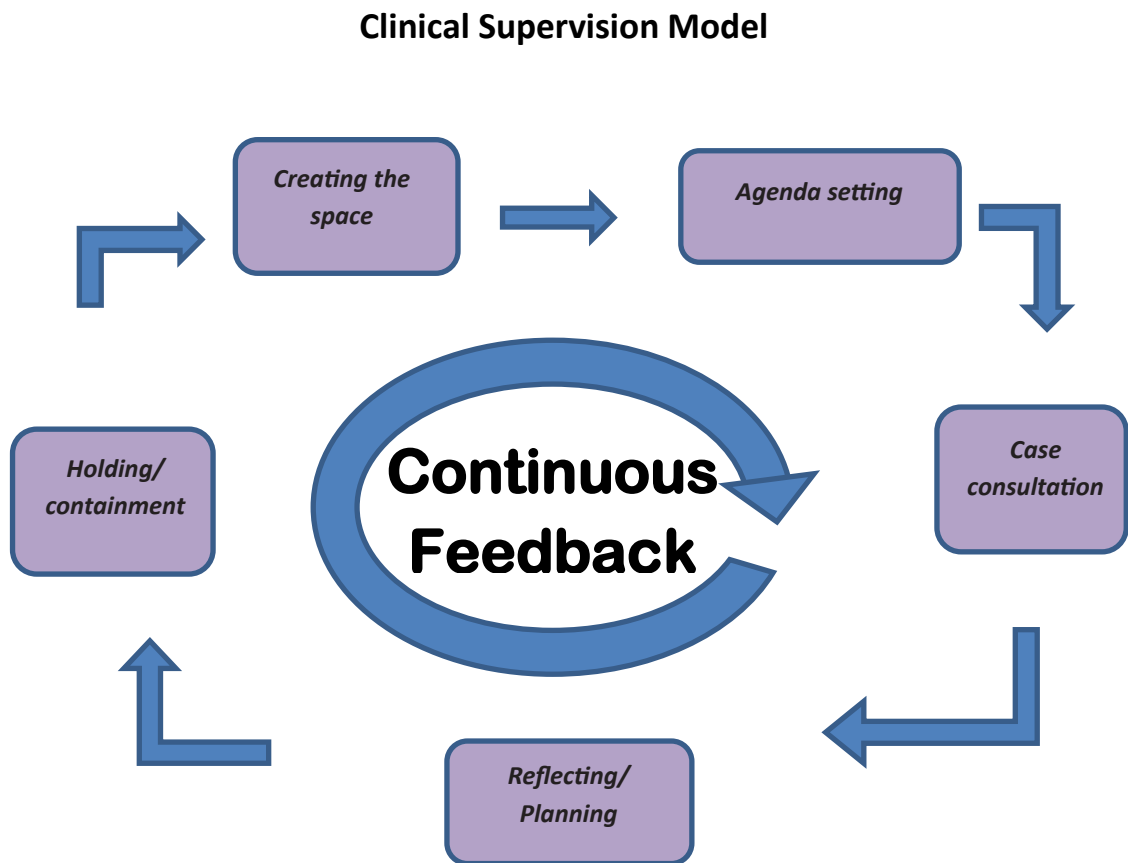 Clinical Supervision Model
Creating the
space
Agenda setting
Case
consultation
Holding/
containment
Continuous
Feedback
Reflecting/
Planning